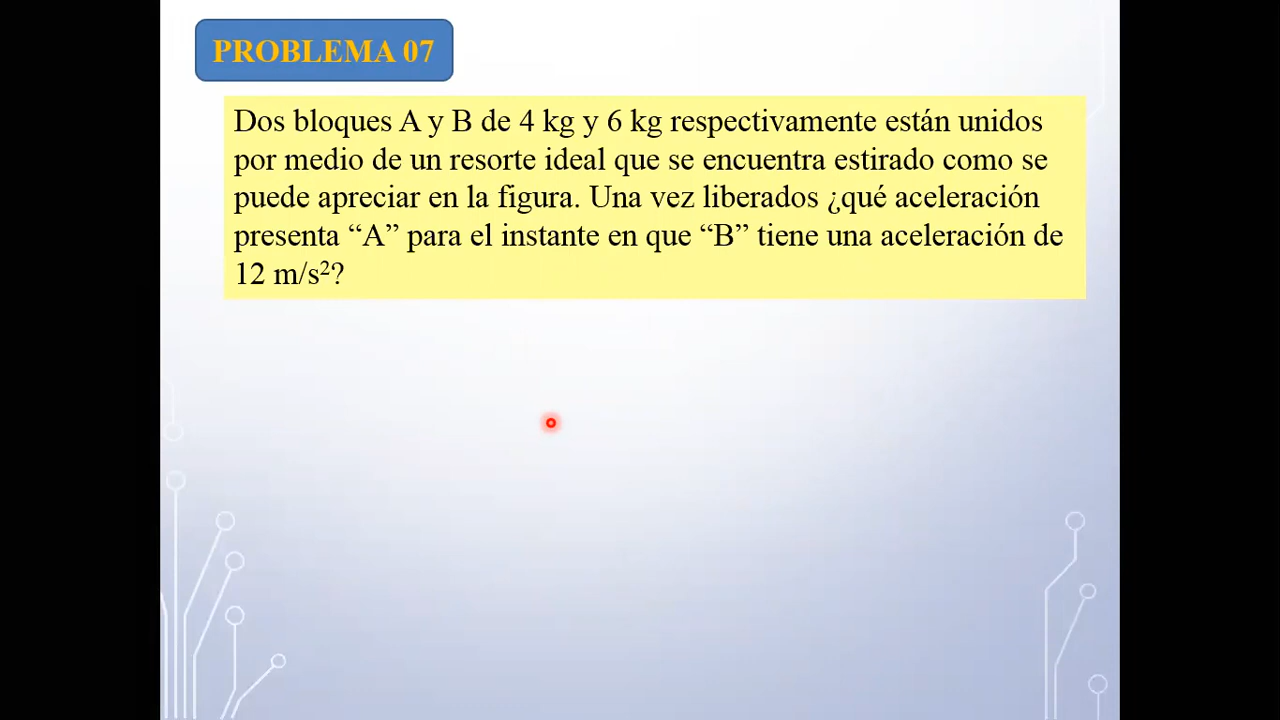 PROBLEMA 07
Dos bloques A y B de 4 kg y 6 kg respectivamente están unidos
por medio de un resorte ideal que se encuentra estirado como se
puede apreciar en la figura. Una vez liberados ¿qué aceleración
presenta “A” para el instante en que “B” tiene una aceleración de
12 m/s²?